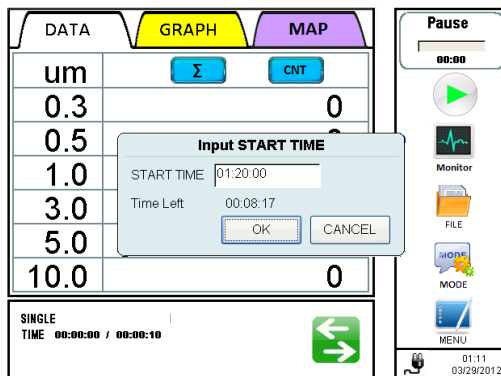 DATA GRAPH MAP
um Σ CNT
0.3 0
0.5
1.0
3.0
5.0
10.0 0
Input START TIME
START TIME 01:20:00
Time Left 00:08:17
OK CANCEL
SINGLE
TIME 00:00:00 / 00:00:10
Pause
00:00
Monitor
FILE
MODE
MODE
MENU
01:11
03/29/2012